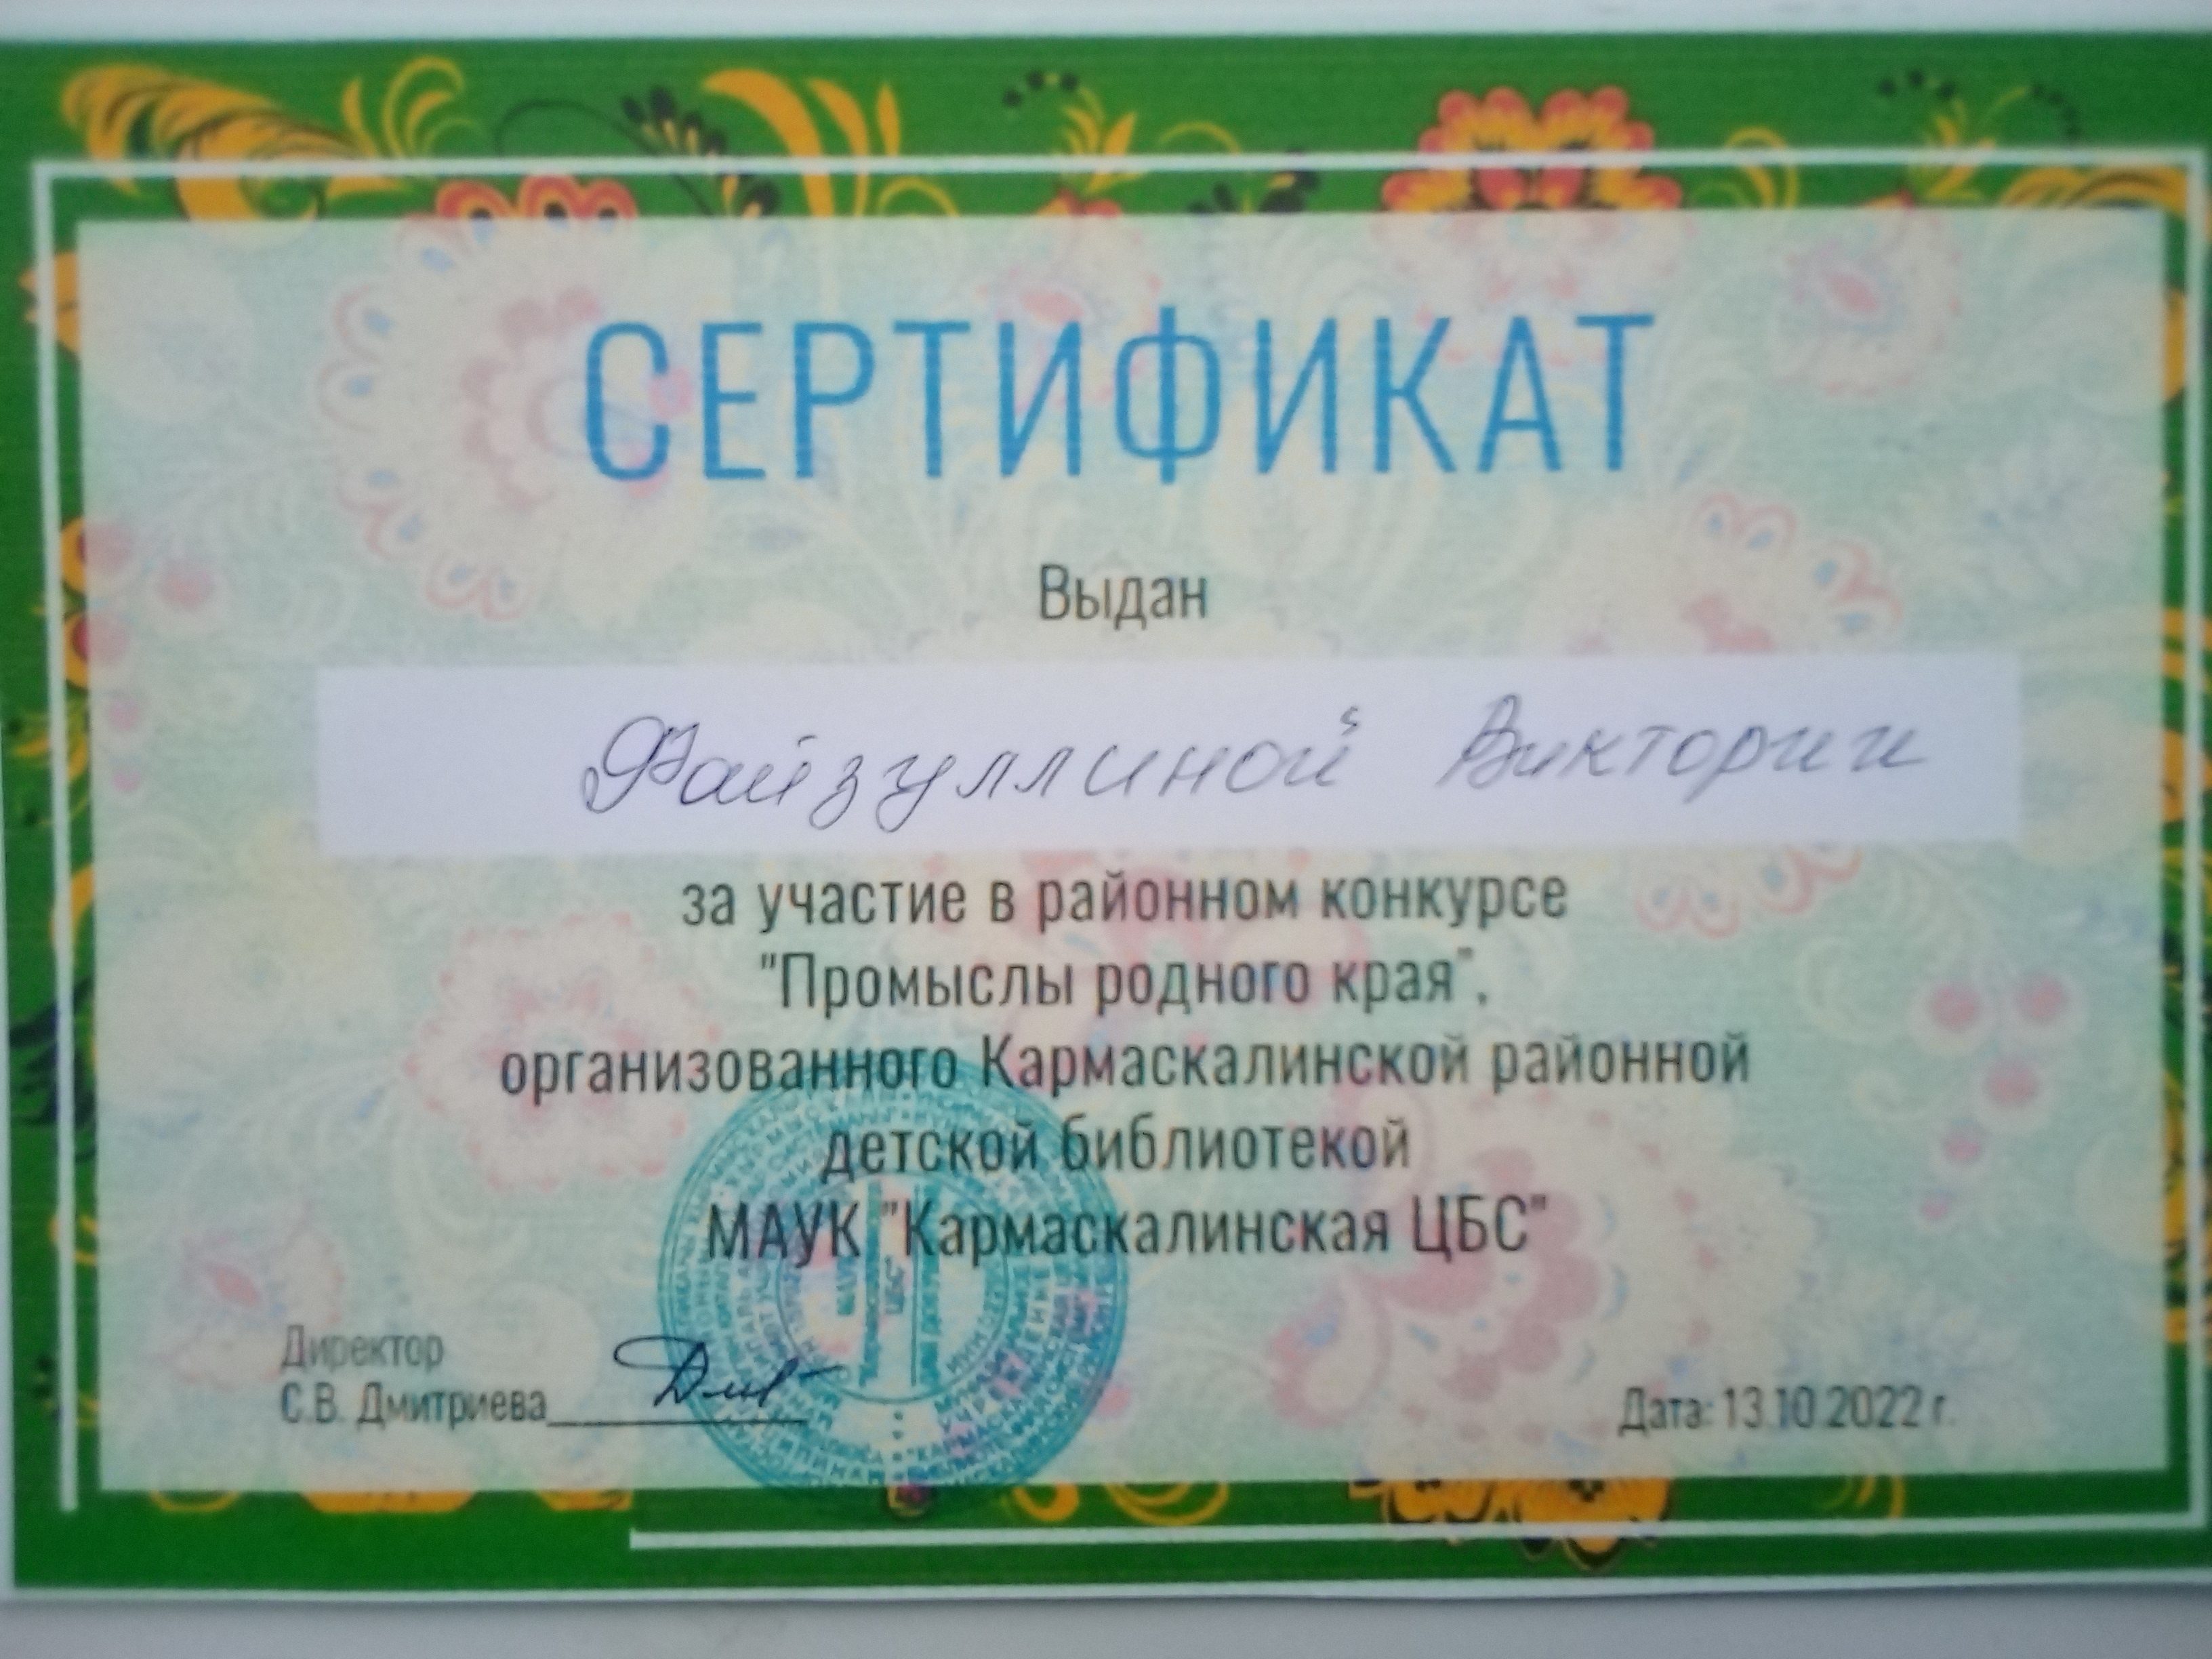 СЕРТИФИКАТ
Выдан
Файзуллиной Виктории
за участие в районном конкурсе
"Промыслы родного края",
организованного Кармаскалинской районной
детской библиотекой
МАУК "Кармаскалинская ЦБС"
Директор
С.В. Дмитриева
Дата: 13.10.2022 г.